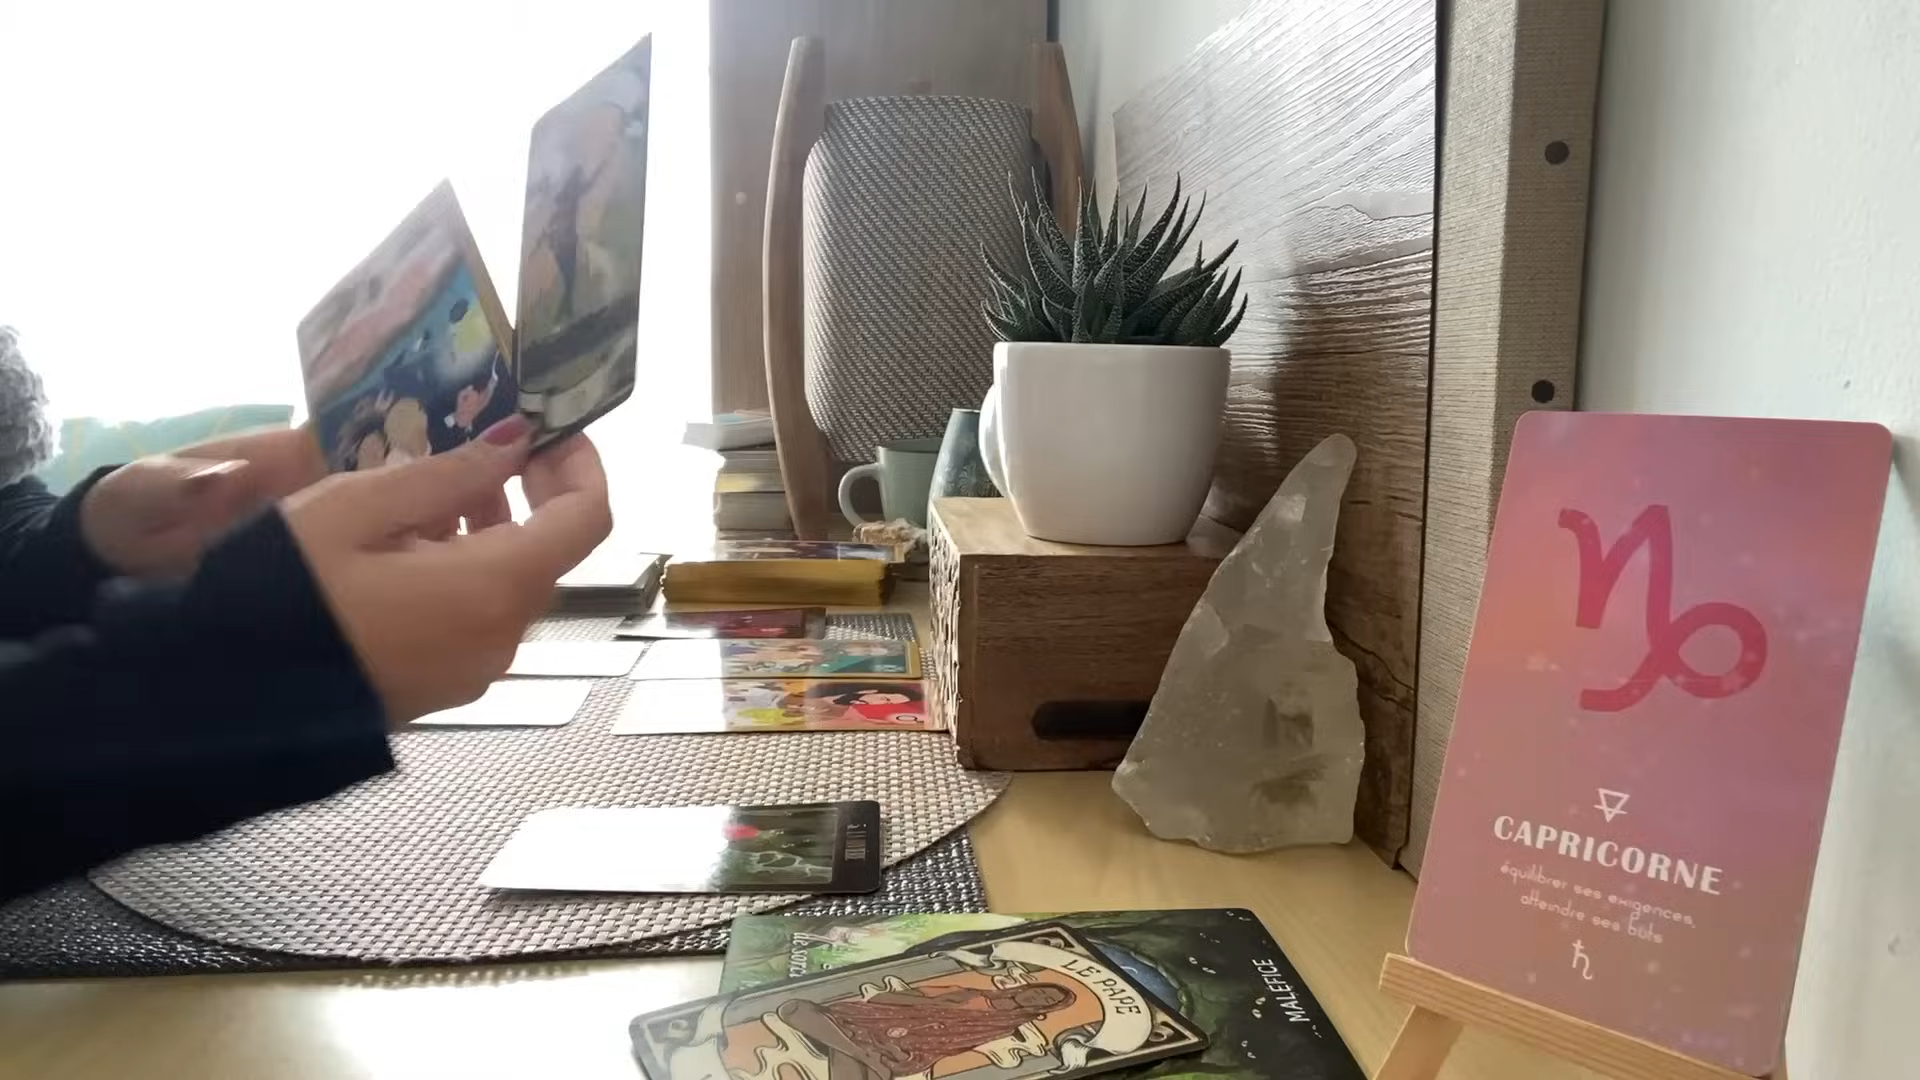 CAPRICORNE
équilibrer ses exigences,
atteindre ses buts
LE PAPE
MALÉFICE